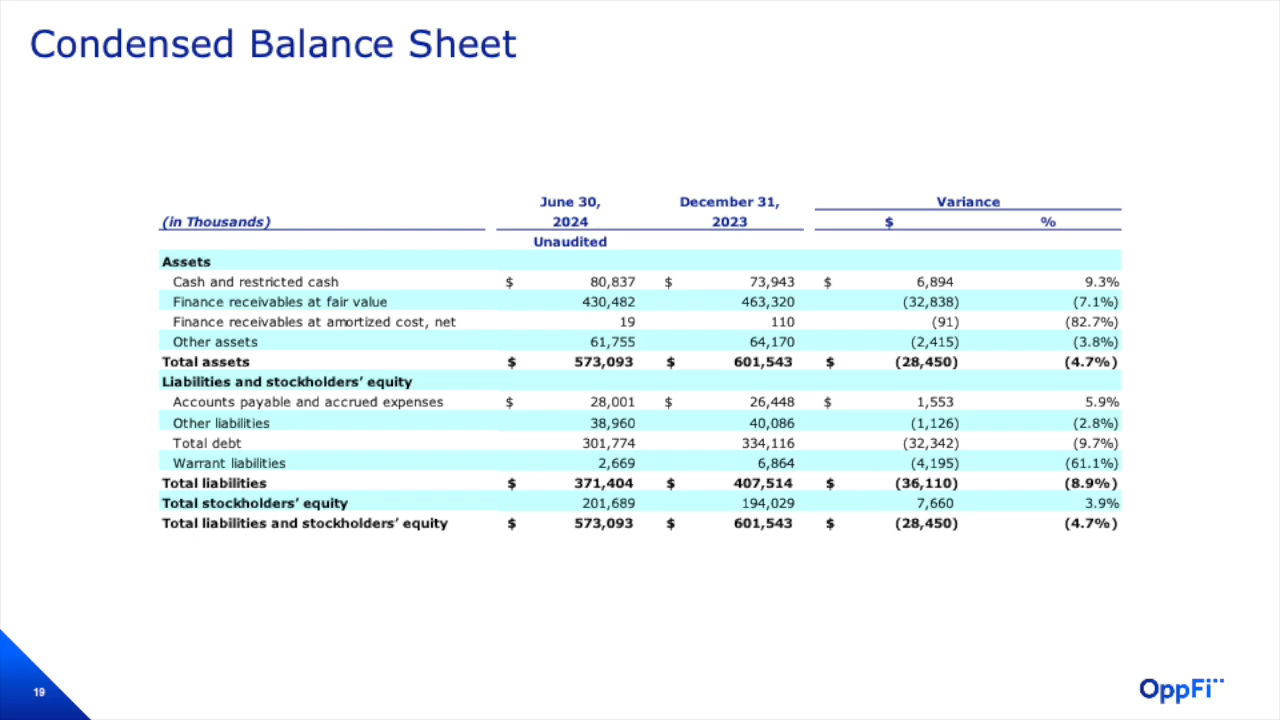 Condensed Balance Sheet
June 30, December 31, Variance
(in Thousands) 2024 2023 $ %
Unaudited
Assets
Cash and restricted cash $ 80,837 $ 73,943 $ 6,894 9.3%
Finance receivables at fair value 430,482 463,320 (32,838) (7.1%)
Finance receivables at amortized cost, net 19 110 (91) (82.7%)
Other assets 61,755 64,170 (2,415) (3.8%)
Total assets $ 573,093 $ 601,543 $ (28,450) (4.7%)
Liabilities and stockholders’ equity
Accounts payable and accrued expenses $ 28,001 $ 26,448 $ 1,553 5.9%
Other liabilities 38,960 40,086 (1,126) (2.8%)
Total debt 301,774 334,116 (32,342) (9.7%)
Warrant liabilities 2,669 6,864 (4,195) (61.1%)
Total liabilities $ 371,404 $ 407,514 $ (36,110) (8.9%)
Total stockholders’ equity 201,689 194,029 7,660 3.9%
Total liabilities and stockholders’ equity $ 573,093 $ 601,543 $ (28,450) (4.7%)
19
OppFi